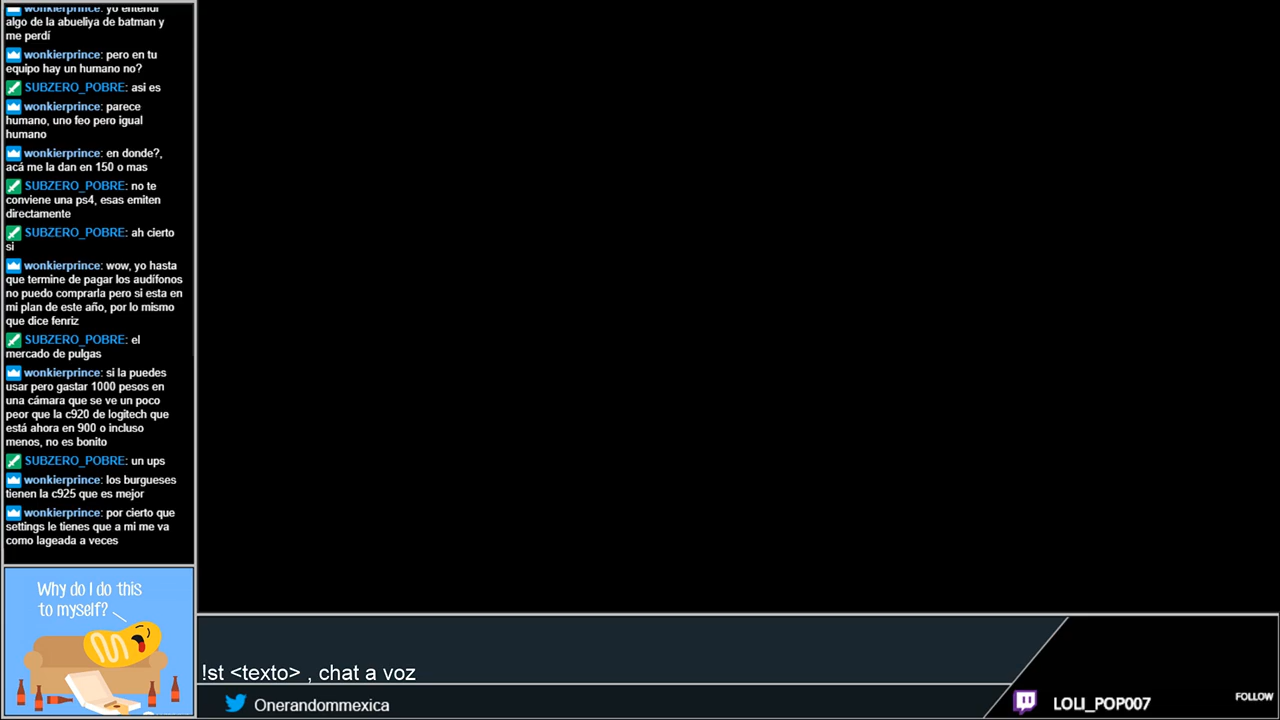 wonkierprince: yo entendí
algo de la abueliya de batman y
me perdí
wonkierprince: pero en tu
equipo hay un humano no?
SUBZERO_POBRE: asi es
wonkierprince: parece
humano, uno feo pero igual
humano
wonkierprince: en donde?,
acá me la dan en 150 o mas
SUBZERO_POBRE: no te
conviene una ps4, esas emiten
directamente
SUBZERO_POBRE: ah cierto
si
wonkierprince: wow, yo hasta
que termine de pagar los audífonos
no puedo comprarla pero si esta en
mi plan de este año, por lo mismo
que dice fenriz
SUBZERO_POBRE: el
mercado de pulgas
wonkierprince: si la puedes
usar pero gastar 1000 pesos en
una cámara que se ve un poco
peor que la c920 de logitech que
está ahora en 900 o incluso
menos, no es bonito
SUBZERO_POBRE: un ups
wonkierprince: los burgueses
tienen la c925 que es mejor
wonkierprince: por cierto que
settings le tienes que a mi me va
como lageada a veces
Why do I do this
to myself?
!st <texto> , chat a voz
Onerandommexica
LOLI_POP007
FOLLOW